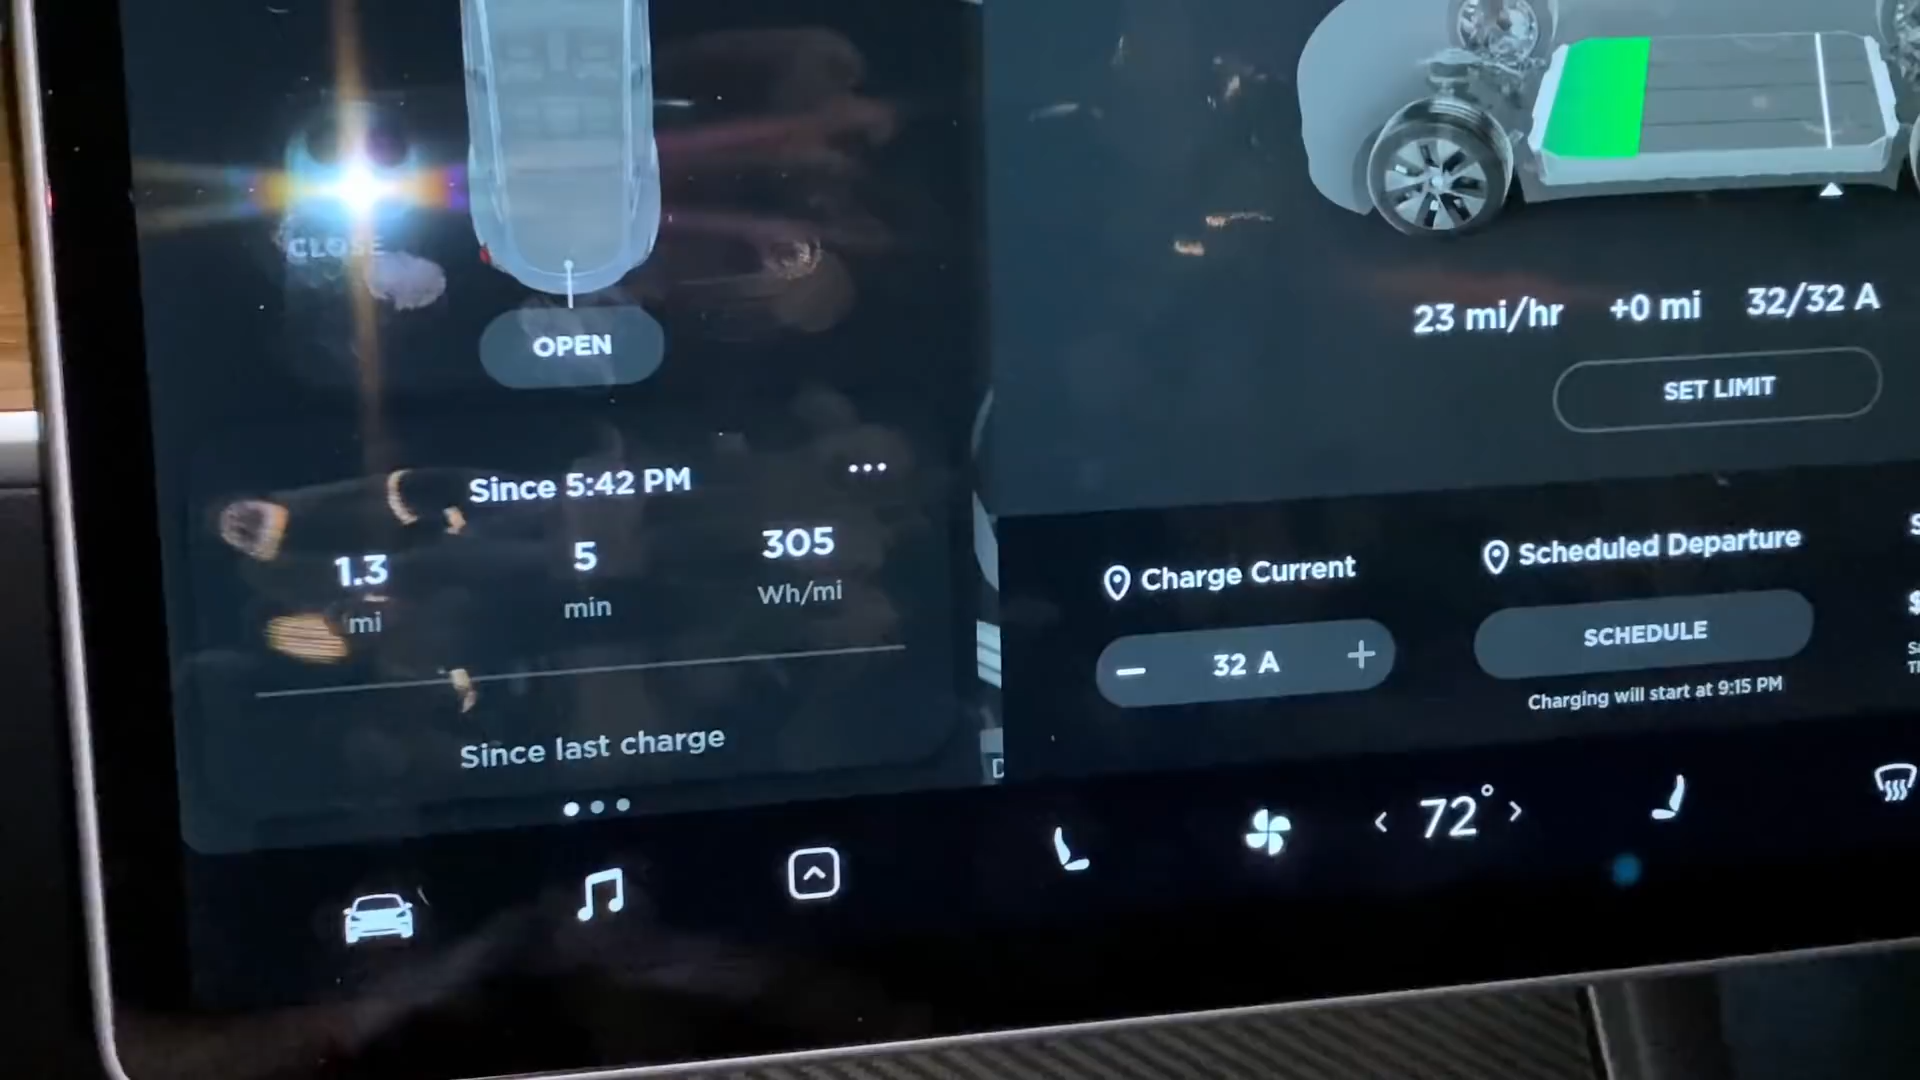 CLOSE
OPEN
Since 5:42 PM
1.3 5 305
mi min Wh/mi
Since last charge
23 mi/hr +0 mi 32/32 A
SET LIMIT
Charge Current
32 A
Scheduled Departure
SCHEDULE
Charging will start at 9:15 PM
72°